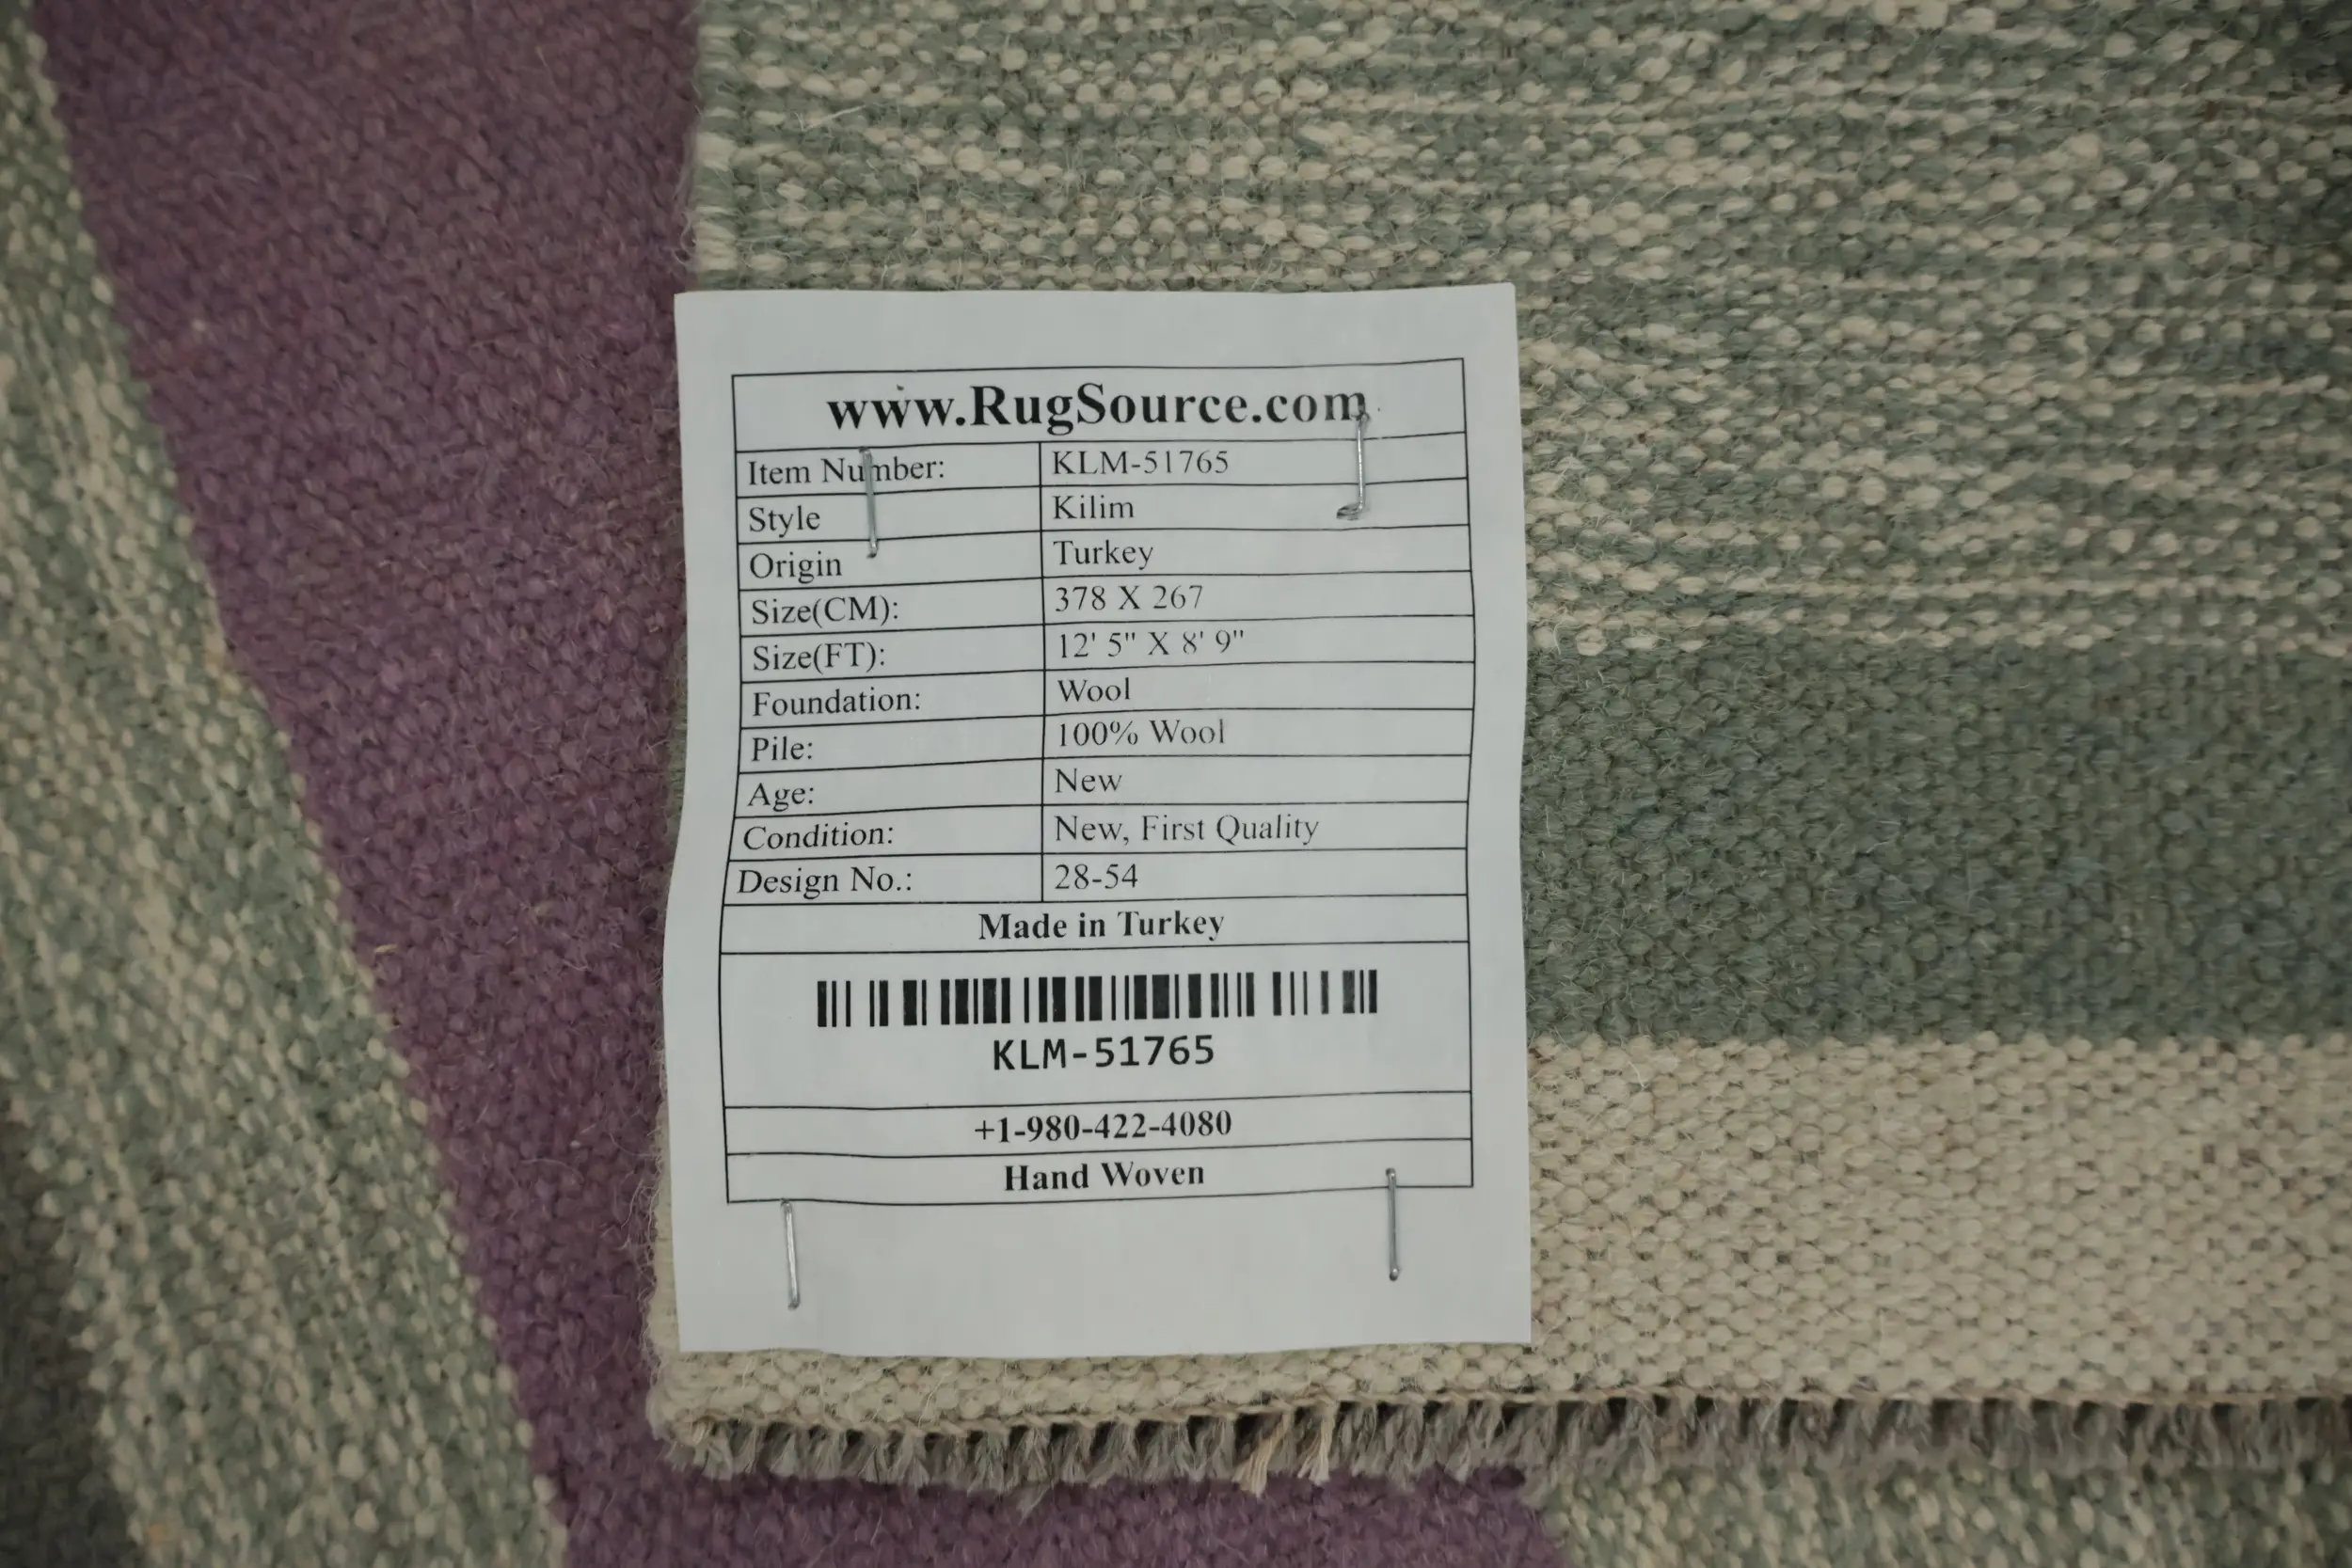 www.RugSource.com
Item Number: KLM-51765
Style Kilim
Origin Turkey
Size(CM): 378 X 267
Size(FT): 12' 5" X 8' 9"
Foundation: Wool
Pile: 100% Wool
Age: New
Condition: New, First Quality
Design No.: 28-54
Made in Turkey
KLM-51765
+1-980-422-4080
Hand Woven